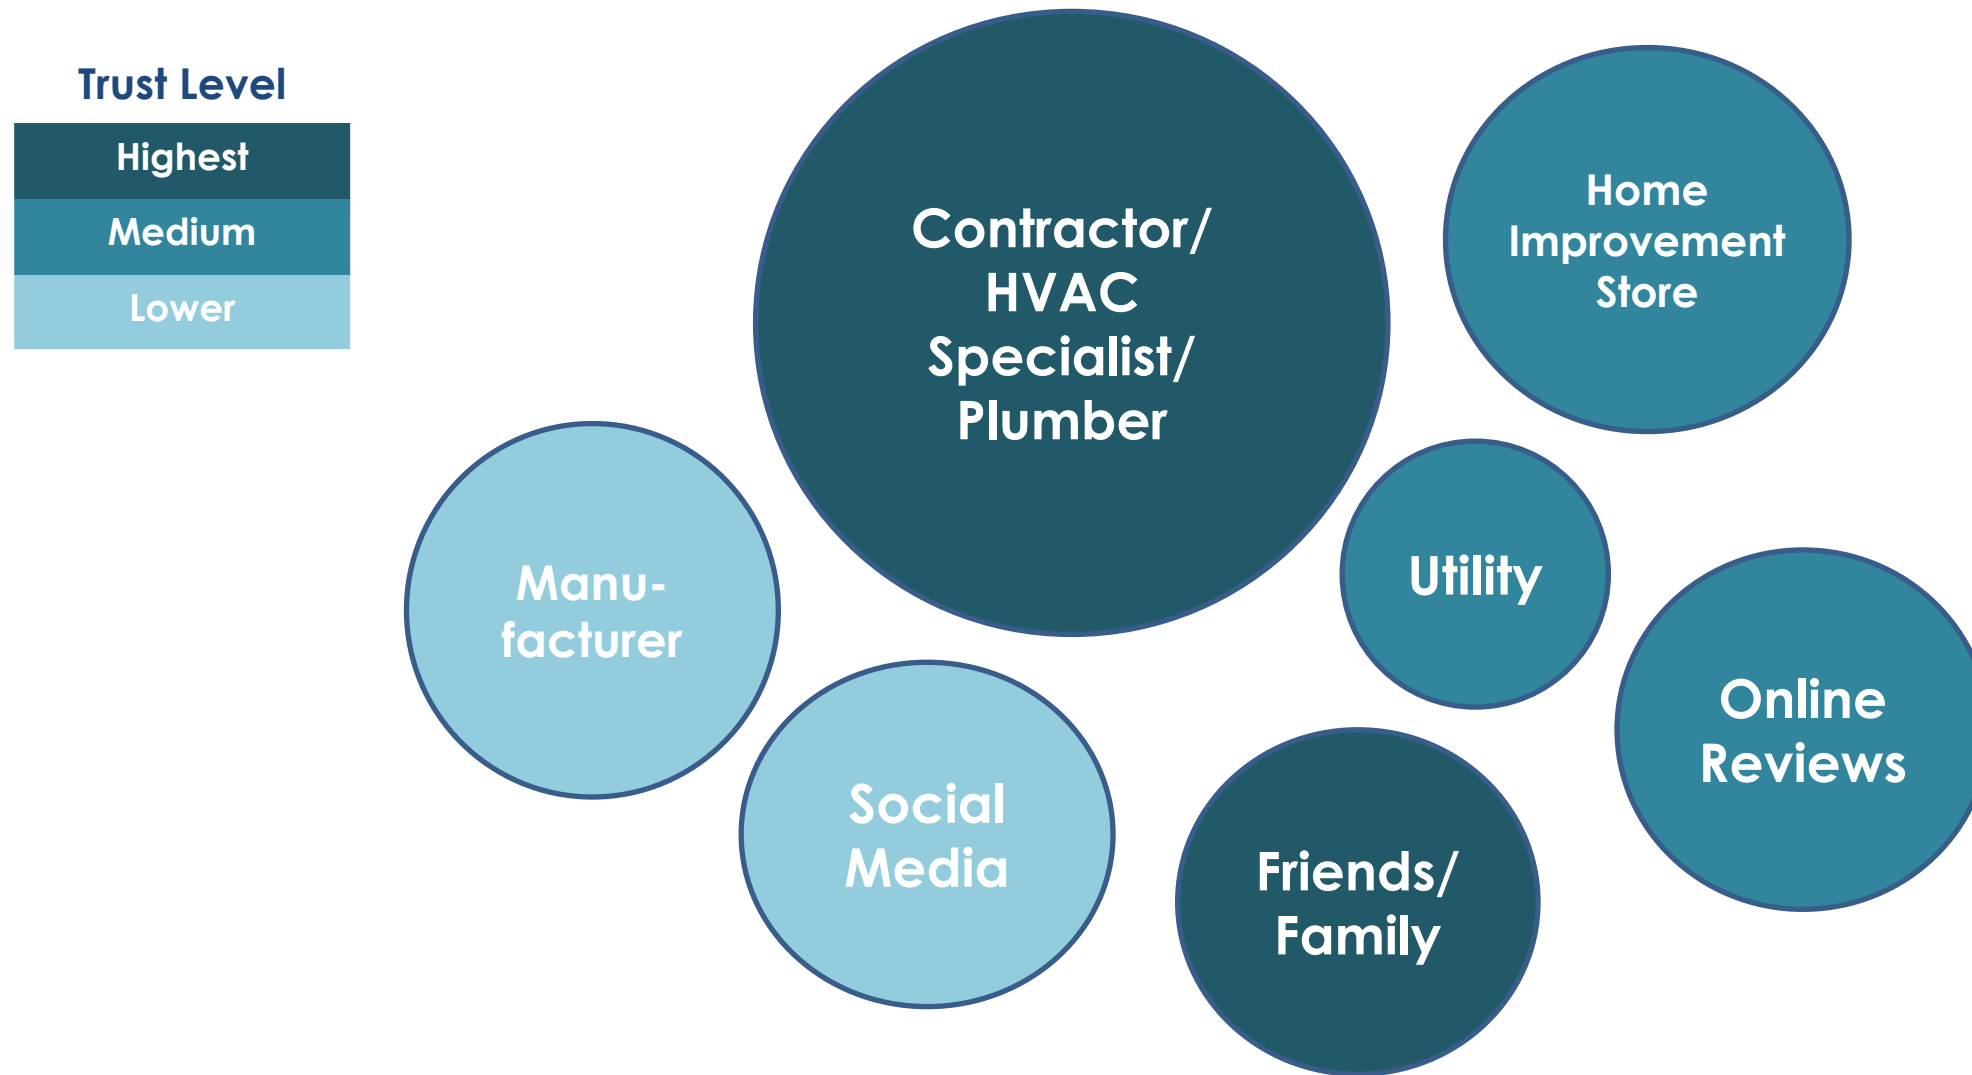 Trust Level
Highest
Medium
Lower
Contractor/
HVAC
Specialist/
Plumber
Home
Improvement
Store
Manu-
facturer
Utility
Social
Media
Online
Reviews
Friends/
Family